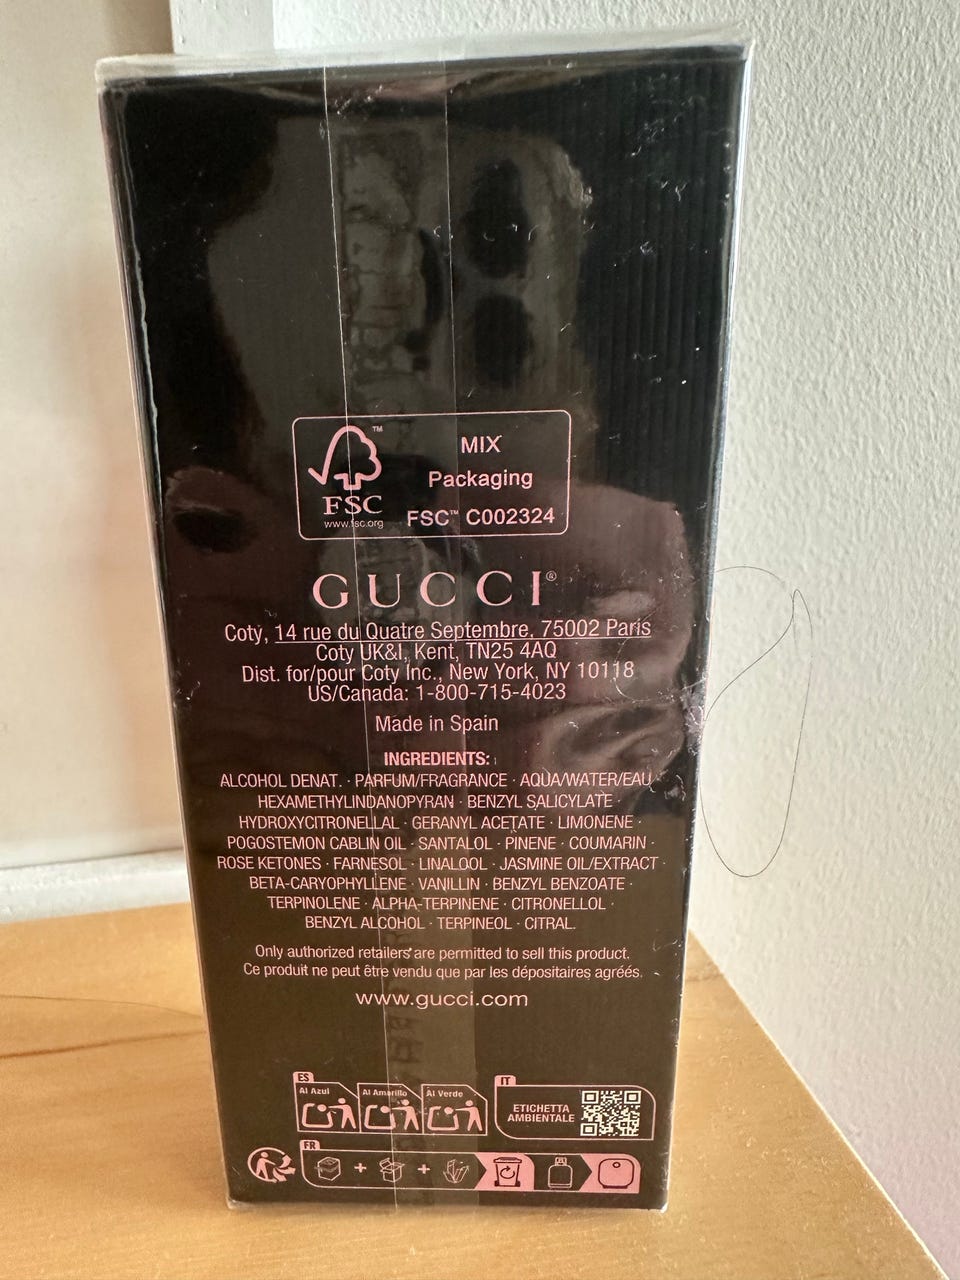 ™
MIX
Packaging
FSC
www.fsc.org
FSC™ C002324
GUCCI®
Coty, 14 rue du Quatre Septembre, 75002 Paris
Coty UK&I, Kent, TN25 4AQ
Dist. for/pour Coty Inc., New York, NY 10118
US/Canada: 1-800-715-4023
Made in Spain
INGREDIENTS:
ALCOHOL DENAT. · PARFUM/FRAGRANCE · AQUA/WATER/EAU ·
HEXAMETHYLINDANOPYRAN · BENZYL SALICYLATE ·
HYDROXYCITRONELLAL · GERANYL ACETATE · LIMONENE ·
POGOSTEMON CABLIN OIL · SANTALOL · PINENE · COUMARIN ·
ROSE KETONES · FARNESOL · LINALOOL · JASMINE OIL/EXTRACT ·
BETA-CARYOPHYLLENE · VANILLIN · BENZYL BENZOATE ·
TERPINOLENE · ALPHA-TERPINENE · CITRONELLOL ·
BENZYL ALCOHOL · TERPINEOL · CITRAL.
Only authorized retailers are permitted to sell this product.
Ce produit ne peut être vendu que par les dépositaires agréés.
www.gucci.com
ES
Al Azul
Al Amarillo
Al Verde
IT
ETICHETTA
AMBIENTALE
FR